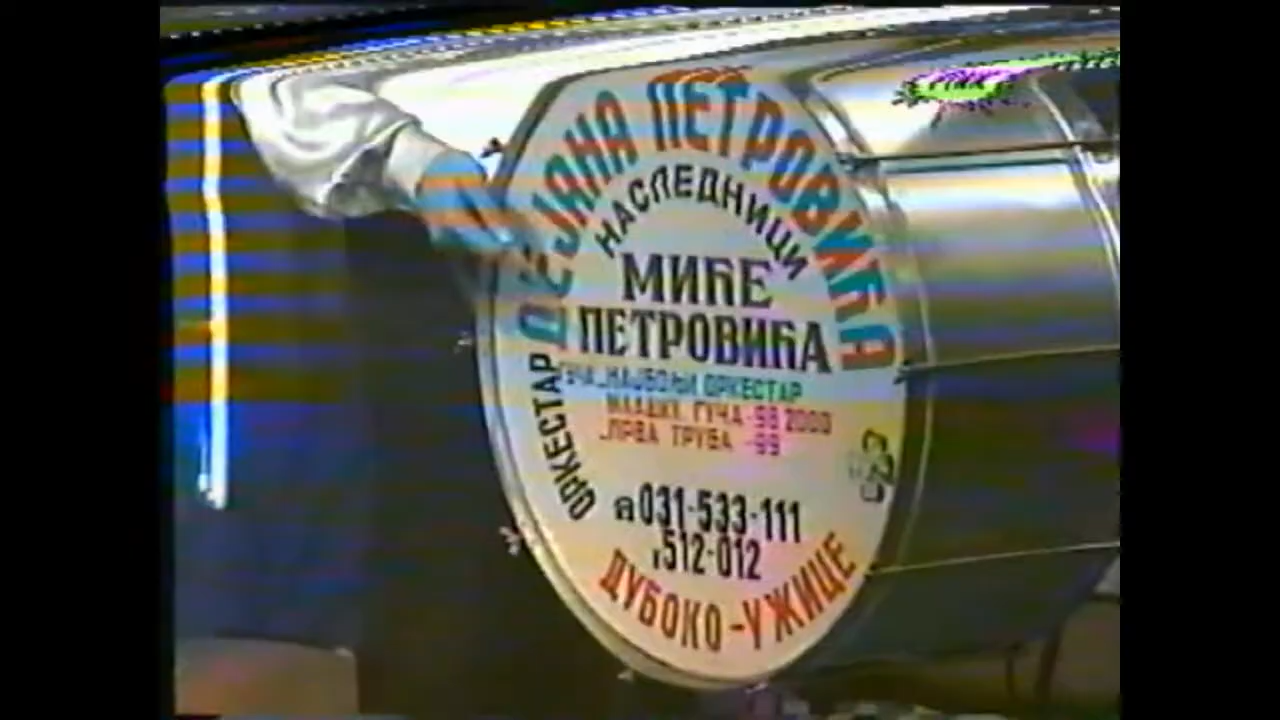 ОРКЕСТАР ДЕЈАНА ПЕТРОВИЋА
НАСЛЕДНИЦИ
МИЋЕ
ПЕТРОВИЋА
ГУЧА „НАЈБОЉИ ОРКЕСТАР
МЛАДИХ ГУЧА -98 2000
„ПРВА ТРУБА -99
031-533-111
512-012
ДУБОКО-УЖИЦЕ